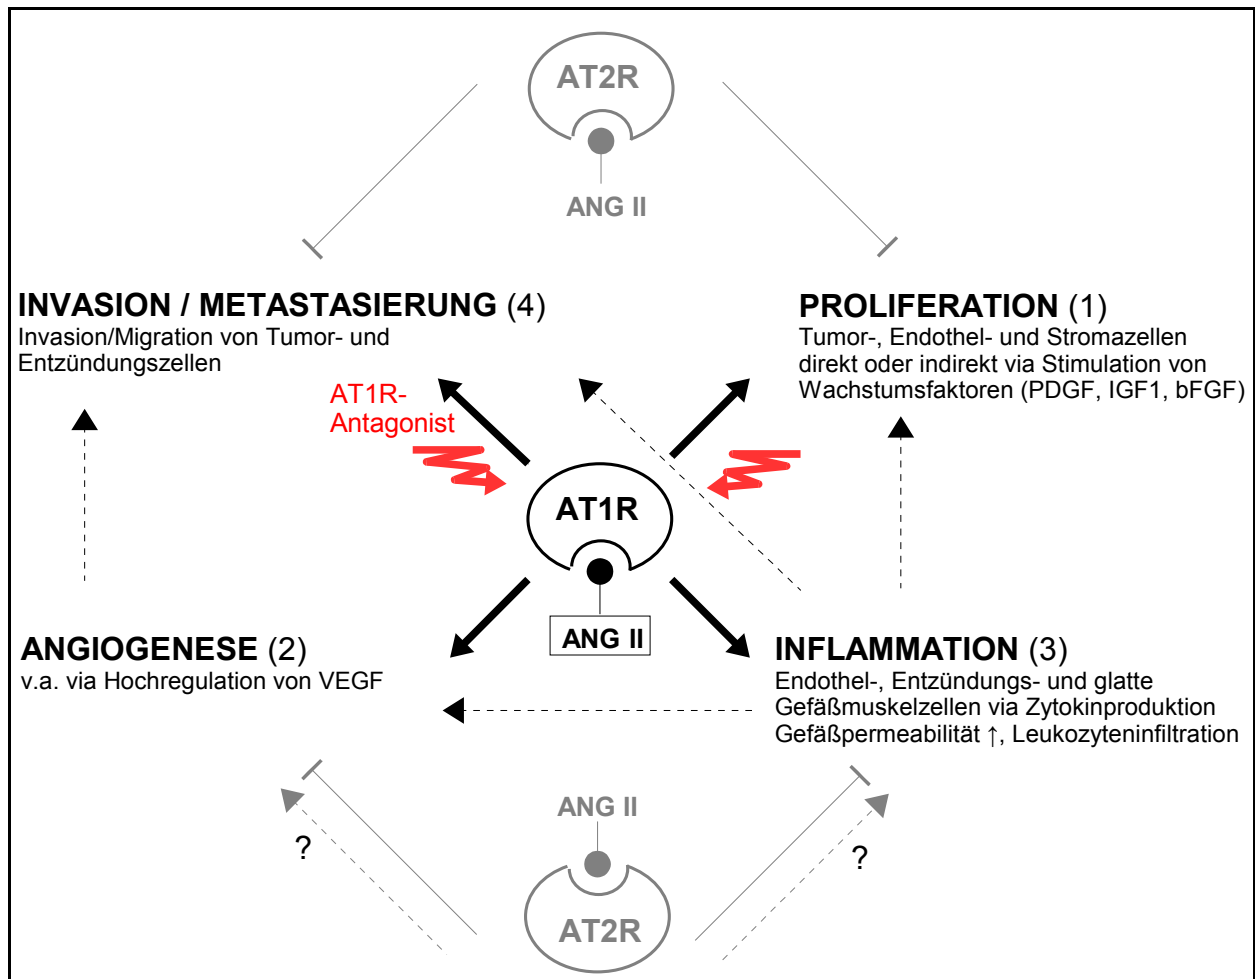 AT2R
ANG II
INVASION / METASTASIERUNG (4)
Invasion/Migration von Tumor- und
Entzündungszellen
PROLIFERATION (1)
Tumor-, Endothel- und Stromazellen
direkt oder indirekt via Stimulation von
Wachstumsfaktoren (PDGF, IGF1, bFGF)
AT1R-
Antagonist
AT1R
ANG II
ANGIOGENESE (2)
v.a. via Hochregulation von VEGF
INFLAMMATION (3)
Endothel-, Entzündungs- und glatte
Gefäßmuskelzellen via Zytokinproduktion
Gefäßpermeabilität ↑, Leukozyteninfiltration
ANG II
?
?
AT2R